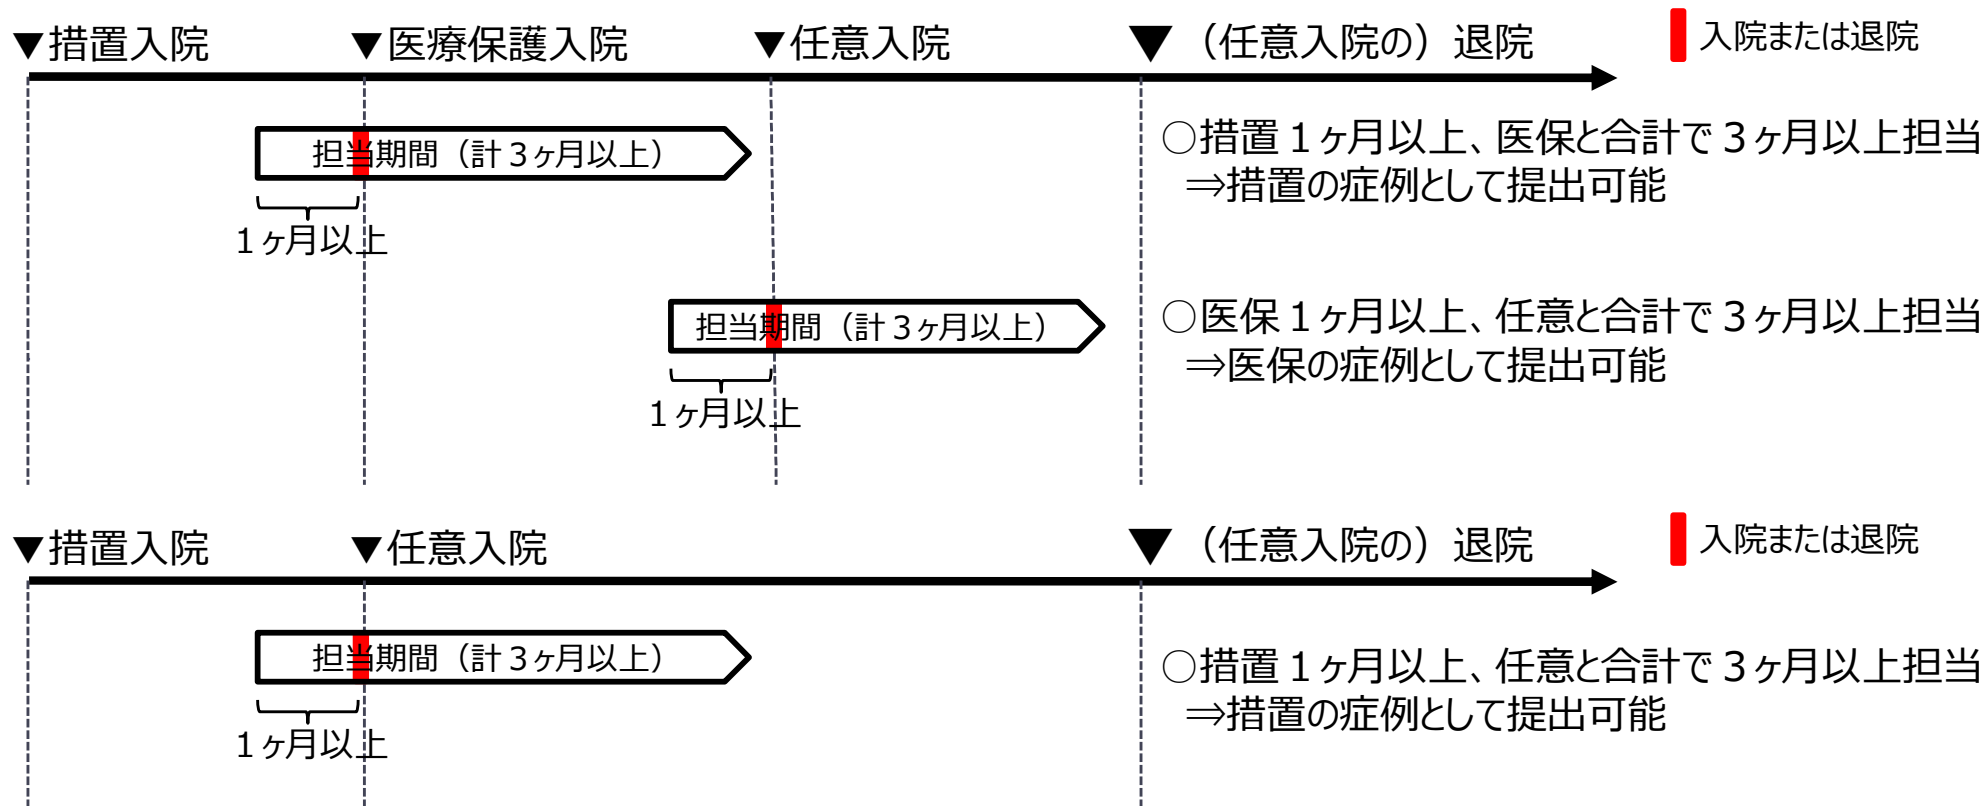 ▼措置入院 ▼医療保護入院 ▼任意入院 ▼（任意入院の）退院 入院または退院
担当期間（計３ヶ月以上）
１ヶ月以上
○措置１ヶ月以上、医保と合計で３ヶ月以上担当
⇒措置の症例として提出可能
担当期間（計３ヶ月以上）
１ヶ月以上
○医保１ヶ月以上、任意と合計で３ヶ月以上担当
⇒医保の症例として提出可能
▼措置入院 ▼任意入院 ▼（任意入院の）退院 入院または退院
担当期間（計３ヶ月以上）
１ヶ月以上
○措置１ヶ月以上、任意と合計で３ヶ月以上担当
⇒措置の症例として提出可能